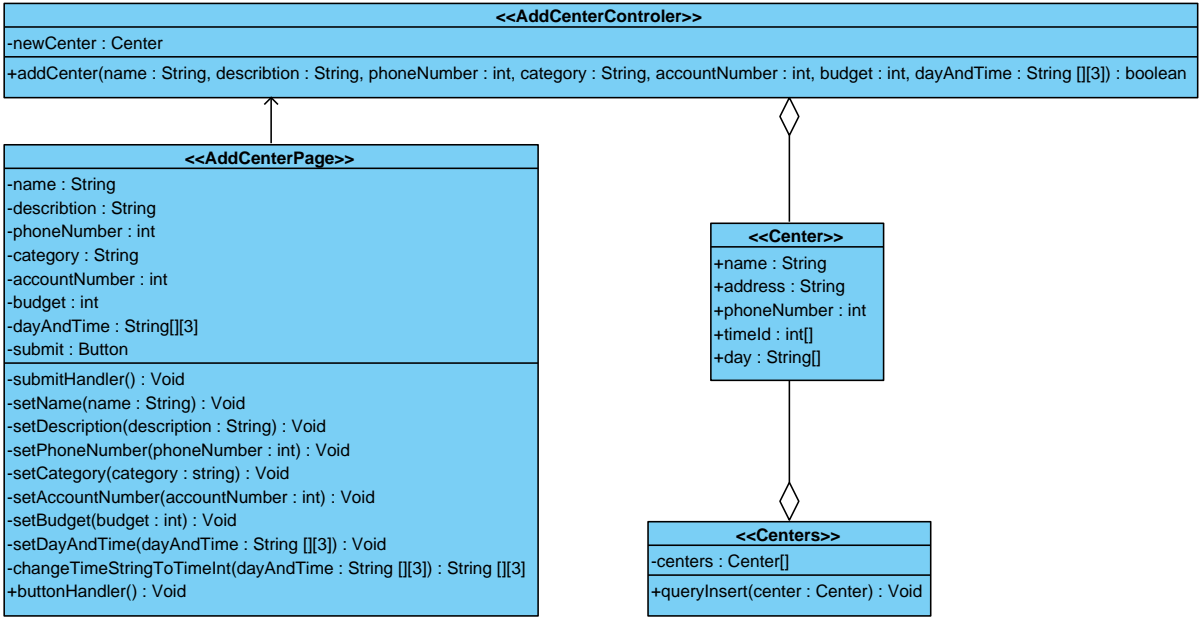 <<AddCenterControler>>
-newCenter : Center
+addCenter(name : String, describtion : String, phoneNumber : int, category : String, accountNumber : int, budget : int, dayAndTime : String [][3]) : boolean
<<AddCenterPage>>
-name : String
-describtion : String
-phoneNumber : int
-category : String
-accountNumber : int
-budget : int
-dayAndTime : String[][3]
-submit : Button
-submitHandler() : Void
-setName(name : String) : Void
-setDescription(description : String) : Void
-setPhoneNumber(phoneNumber : int) : Void
-setCategory(category : string) : Void
-setAccountNumber(accountNumber : int) : Void
-setBudget(budget : int) : Void
-setDayAndTime(dayAndTime : String [][3]) : Void
-changeTimeStringToTimeInt(dayAndTime : String [][3]) : String [][3]
+buttonHandler() : Void
<<Center>>
+name : String
+address : String
+phoneNumber : int
+timeId : int[]
+day : String[]
<<Centers>>
-centers : Center[]
+queryInsert(center : Center) : Void